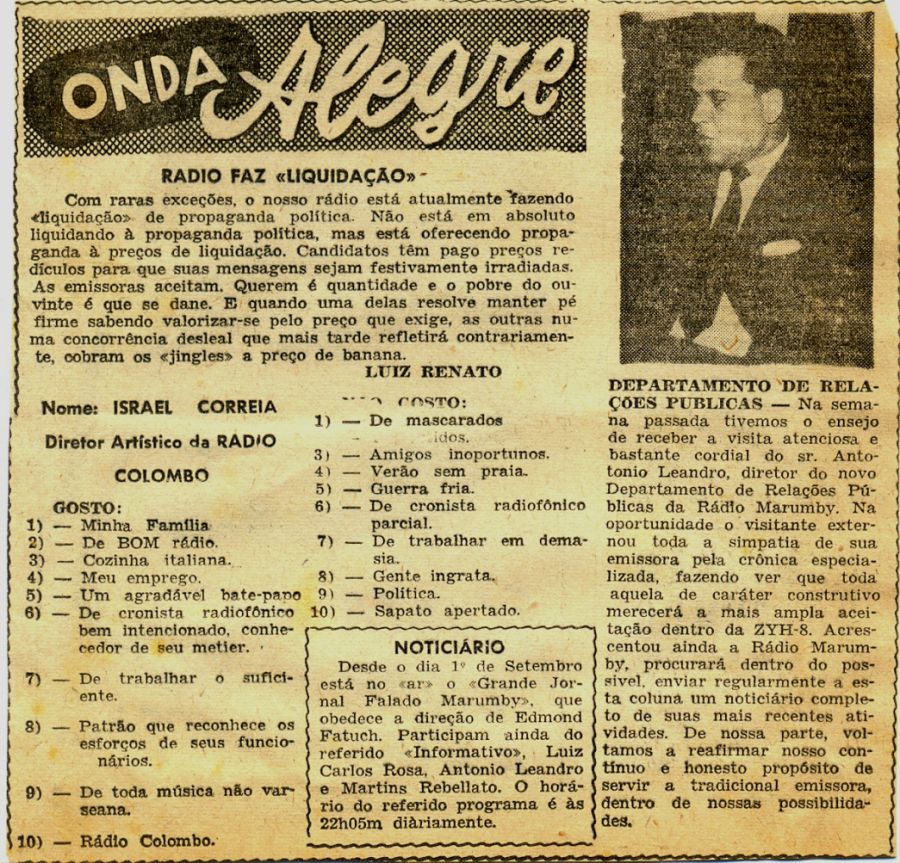 ONDA Alegre
RADIO FAZ «LIQUIDAÇÃO»
Com raras exceções, o nosso rádio está atualmente fazendo
«liquidação» de propaganda política. Não está em absoluto
liquidando à propaganda política, mas está oferecendo propa-
ganda à preços de liquidação. Candidatos têm pago preços re-
dículos para que suas mensagens sejam festivamente irradiadas.
As emissoras aceitam. Querem é quantidade e o pobre do ou-
vinte é que se dane. E quando uma delas resolve manter pé
firme sabendo valorizar-se pelo preço que exige, as outras nu-
ma concorrência desleal que mais tarde refletirá contrariamen-
te, cobram os «jingles» a preço de banana.
LUIZ RENATO
Nome: ISRAEL CORREIA
Diretor Artístico da RADIO
COLOMBO
GOSTO:
1) — Minha Família
2) — De BOM rádio.
3) — Cozinha italiana.
4) — Meu emprego.
5) — Um agradável bate-papo
6) — De cronista radiofônico
bem intencionado, conhe-
cedor de seu metier.
7) — De trabalhar o sufici-
ente.
8) — Patrão que reconhece os
esforços de seus funcio-
nários.
9) — De toda música não var-
seana.
10) — Rádio Colombo.
GOSTO:
1) — De mascarados
3) — Amigos inoportunos.
4) — Verão sem praia.
5) — Guerra fria.
6) — De cronista radiofônico
parcial.
7) — De trabalhar em dema-
sia.
8) — Gente ingrata.
9) — Política.
10) — Sapato apertado.
NOTICIÁRIO
Desde o dia 1º de Setembro
está no «ar» o «Grande Jor-
nal Falado Marumby», que
obedece a direção de Edmond
Fatuch. Participam ainda do
referido «Informativo», Luiz
Carlos Rosa, Antonio Leandro
e Martins Rebellato. O horá-
rio do referido programa é às
22h05m diàriamente.
DEPARTAMENTO DE RELA-
ÇÕES PUBLICAS — Na sema-
na passada tivemos o ensejo
de receber a visita atenciosa e
bastante cordial do sr. Anto-
tonio Leandro, diretor do novo
Departamento de Relações Pú-
blicas da Rádio Marumby. Na
oportunidade o visitante exter-
nou toda a simpatia de sua
emissora pela crônica especia-
lizada, fazendo ver que toda
aquela de caráter construtivo
merecerá a mais ampla acei-
tação dentro da ZYH-8. Acres-
centou ainda a Rádio Marum-
by, procurará dentro do pos-
sível, enviar regularmente a es-
ta coluna um noticiário comple-
to de suas mais recentes ati-
vidades. De nossa parte, vol-
tamos a reafirmar nosso con-
tínuo e honesto propósito de
servir a tradicional emissora,
dentro de nossas possibilida-
des.